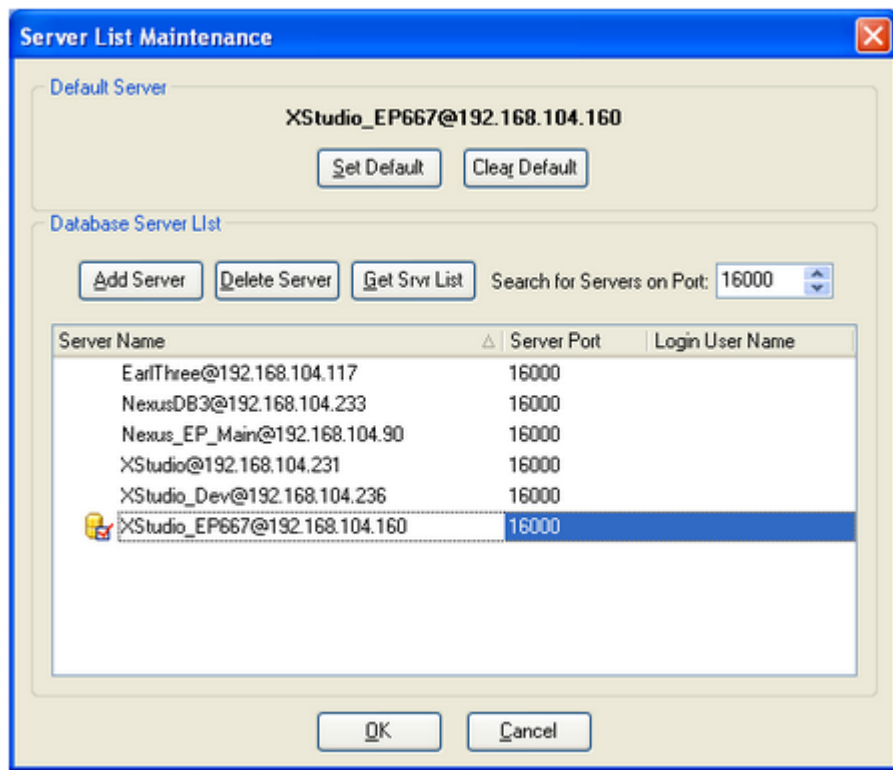 Server List Maintenance
Default Server
XStudio_EP667@192.168.104.160
Set Default Clear Default
Database Server LIst
Add Server Delete Server Get Srvr List Search for Servers on Port: 16000
Server Name Server Port Login User Name
EarlThree@192.168.104.117 16000
NexusDB3@192.168.104.233 16000
Nexus_EP_Main@192.168.104.90 16000
XStudio@192.168.104.231 16000
XStudio_Dev@192.168.104.236 16000
XStudio_EP667@192.168.104.160 16000
OK Cancel